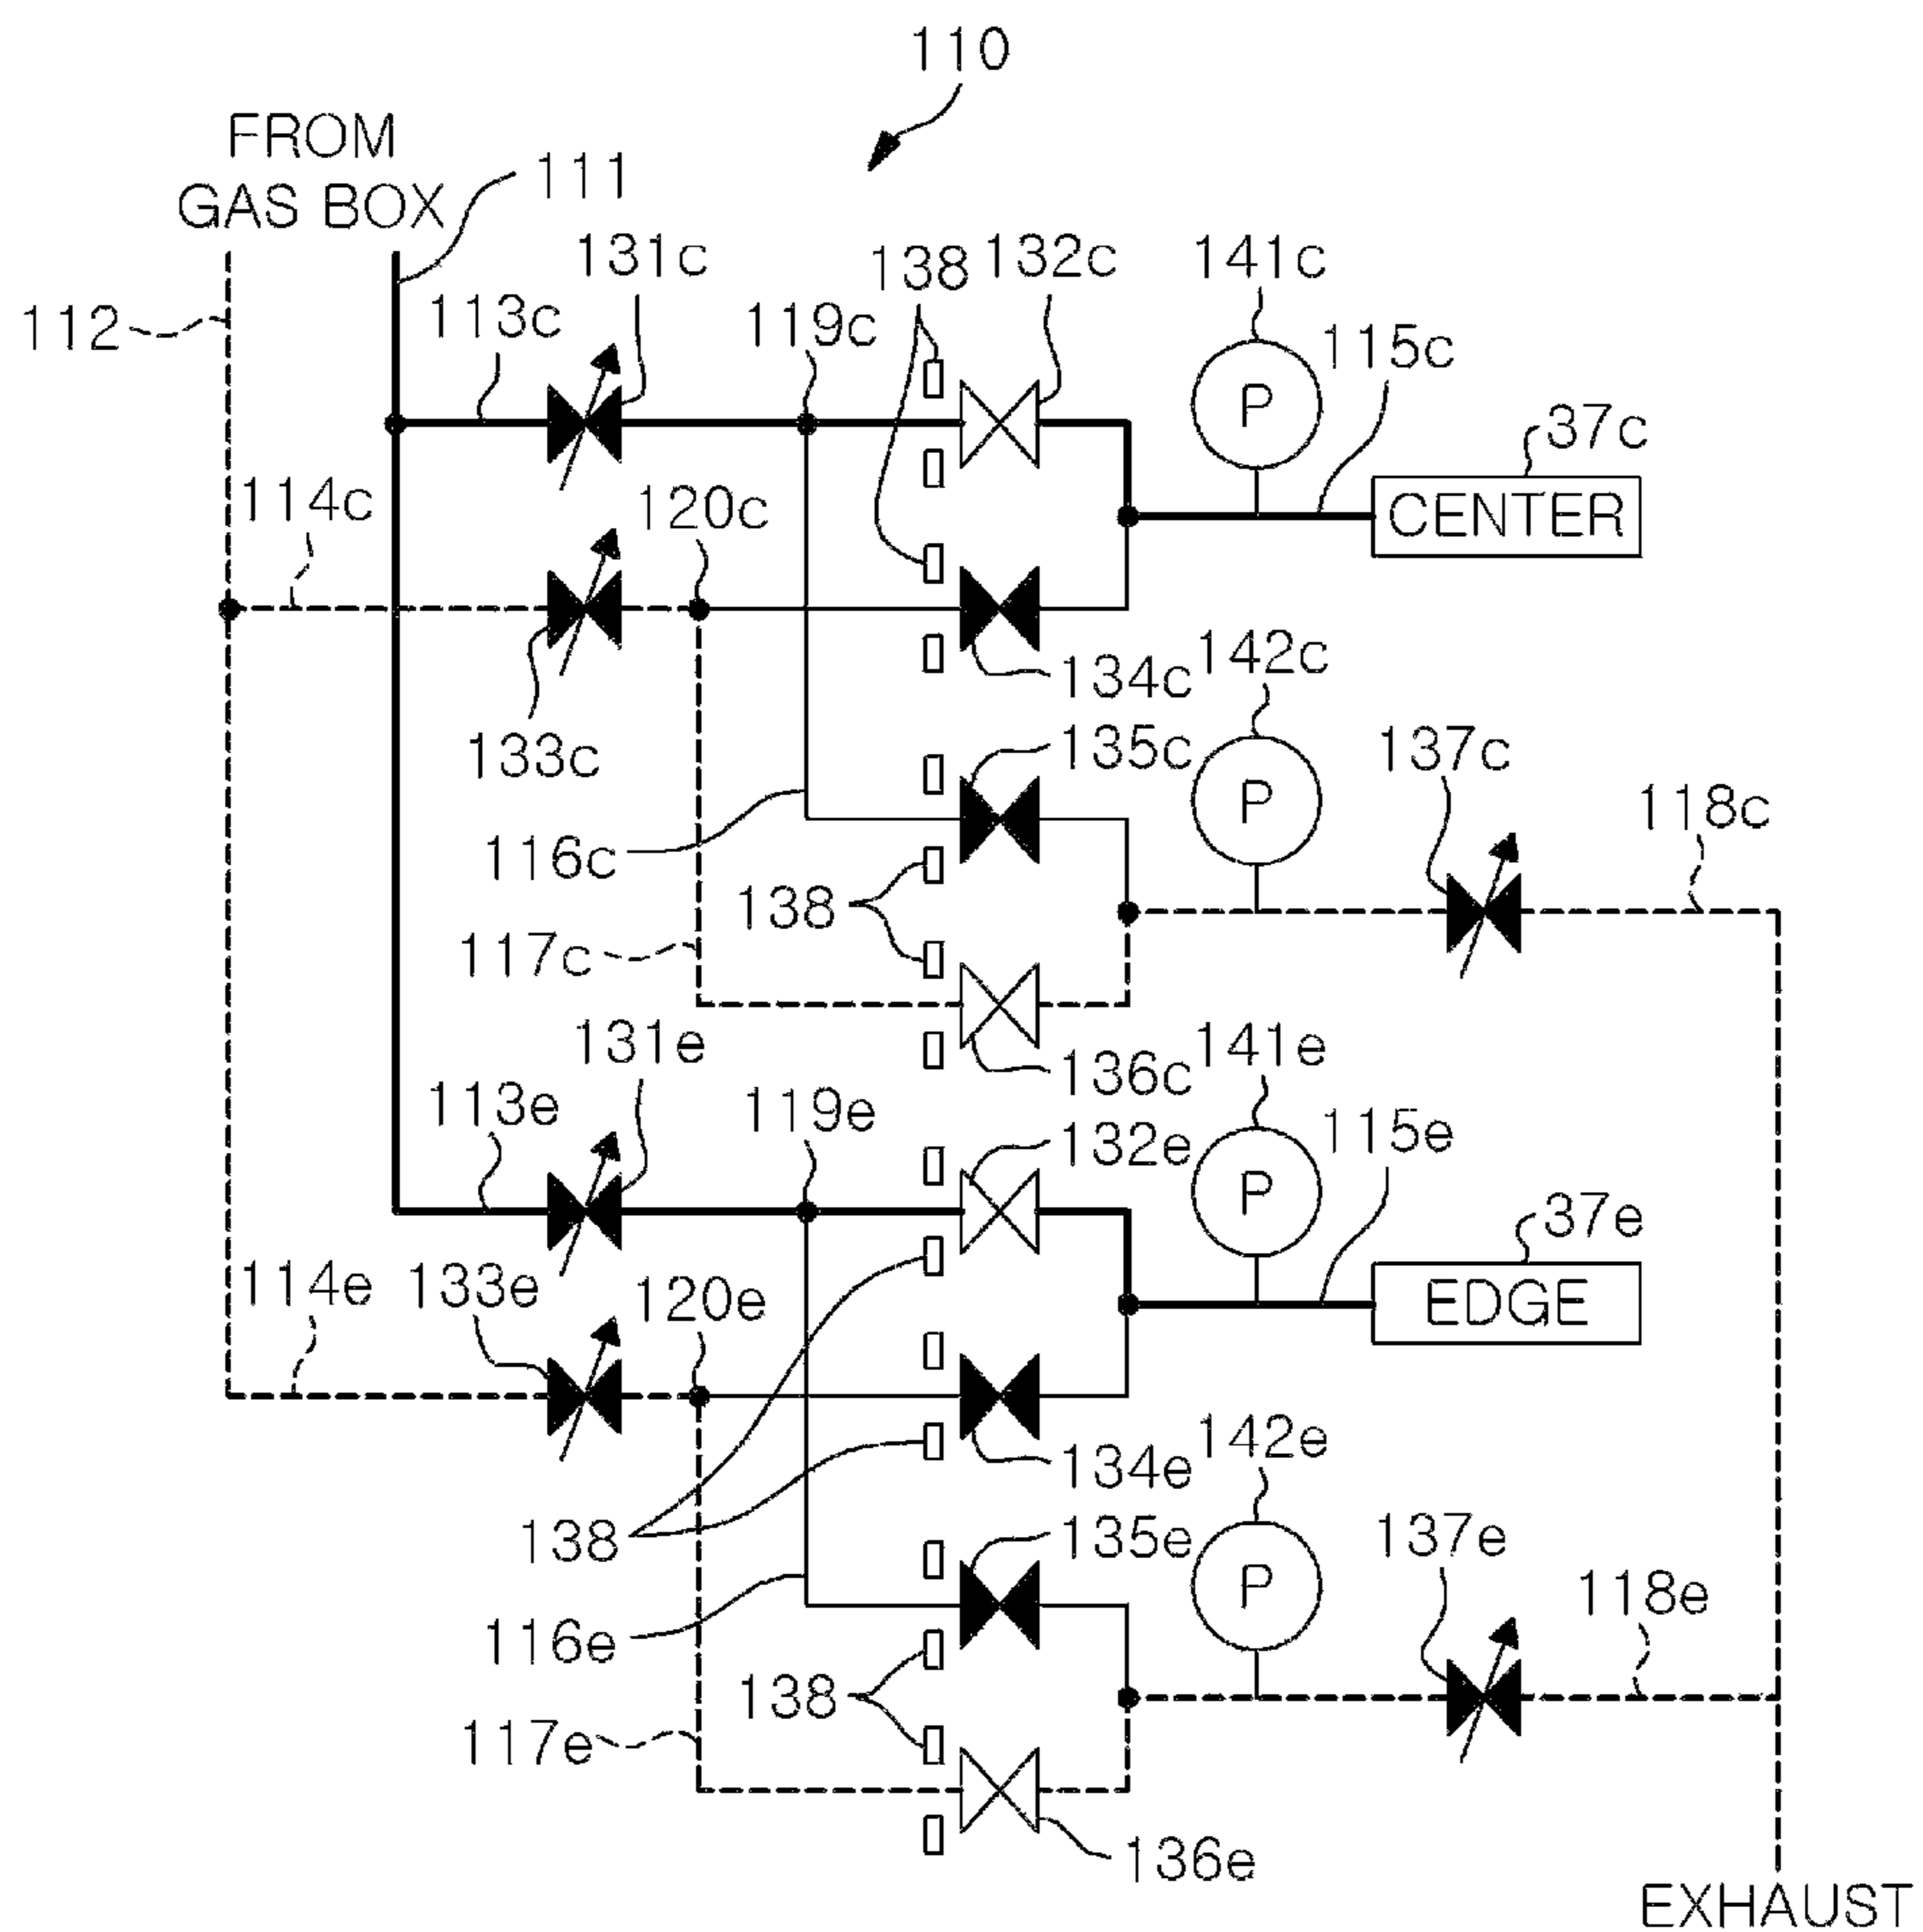 110
FROM
GAS BOX
111
131c
138
132c
141c
112
113c
119c
115c
P
37c
114c
120c
CENTER
134c
142c
133c
135c
137c
P
118c
116c
138
117c
131e
136c
141e
113e
119e
132e
115e
P
37e
114e
133e
120e
EDGE
134e
142e
138
135e
137e
P
118e
116e
138
117e
136e
EXHAUST